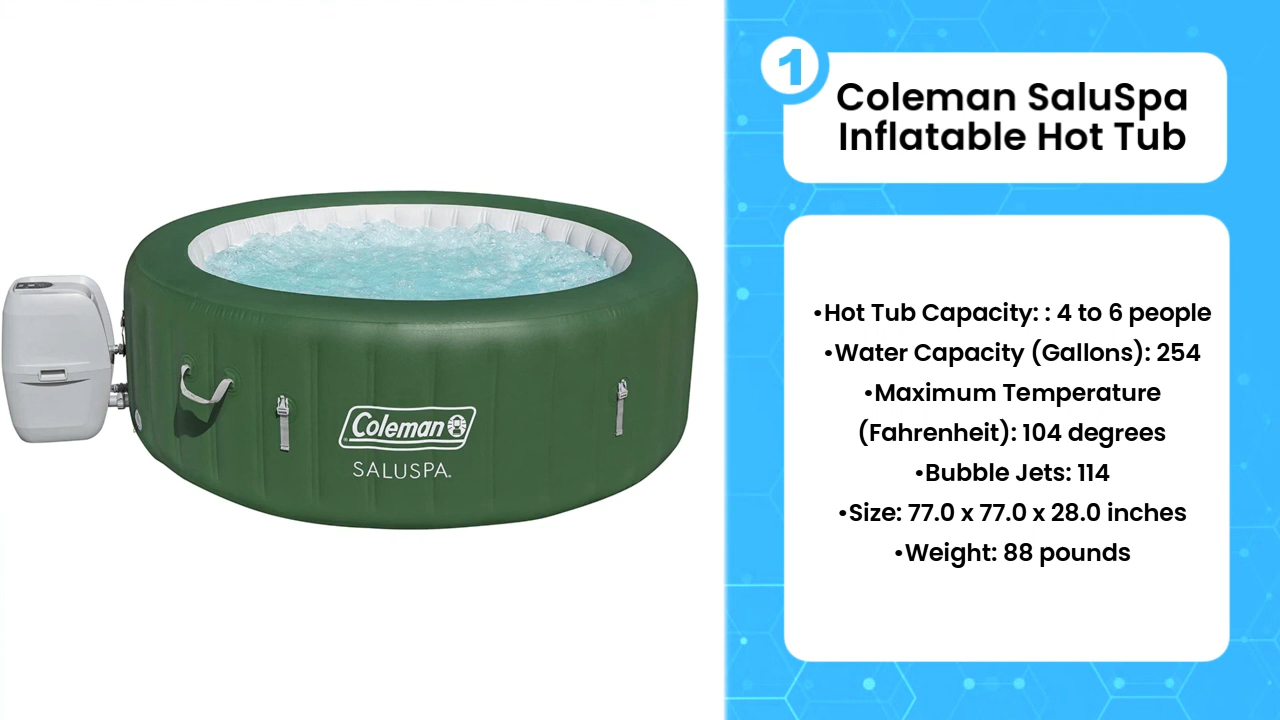 1
Coleman SaluSpa
Inflatable Hot Tub
•Hot Tub Capacity: : 4 to 6 people
•Water Capacity (Gallons): 254
•Maximum Temperature
(Fahrenheit): 104 degrees
•Bubble Jets: 114
•Size: 77.0 x 77.0 x 28.0 inches
•Weight: 88 pounds
Coleman
SALUSPA